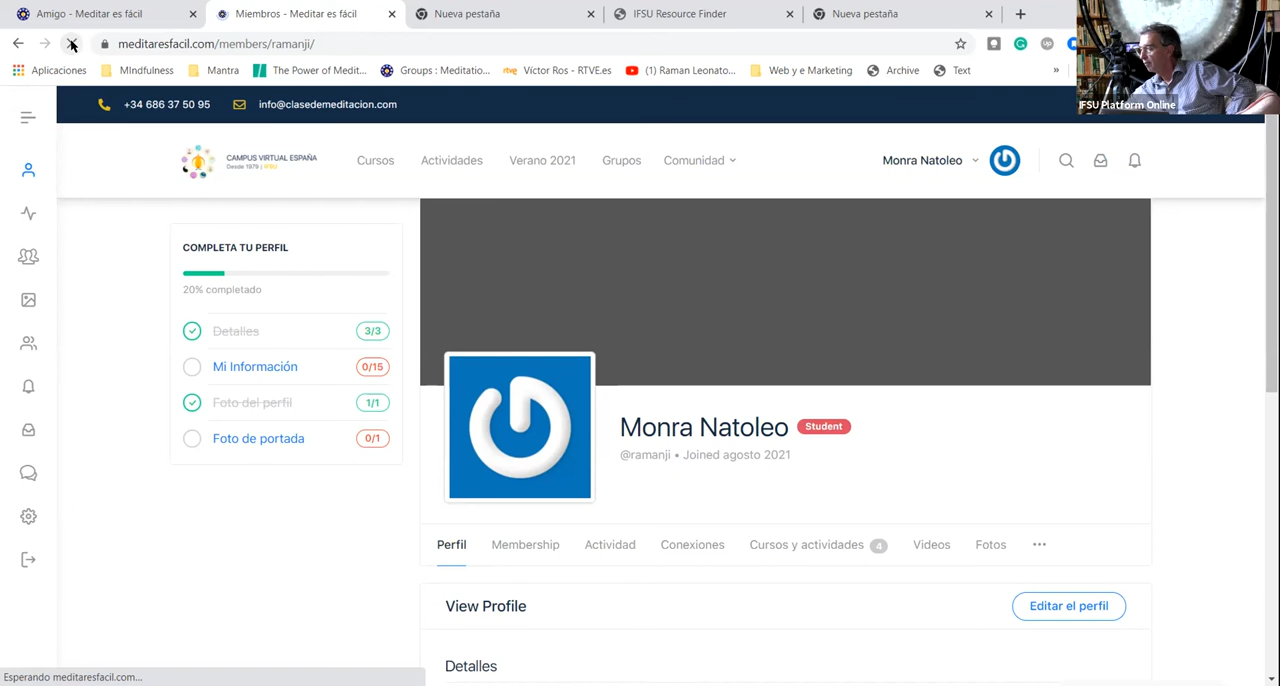 Amigo - Meditar es fácil
Miembros - Meditar es fácil
Nueva pestaña
IFSU Resource Finder
Nueva pestaña
meditaresfacil.com/members/ramanji/
Aplicaciones
MIndfulness
Mantra
The Power of Medit...
Groups : Meditatio...
Víctor Ros - RTVE.es
(1) Raman Leonato...
Web y e Marketing
Archive
Text
»
IFSU Platform Online
+34 686 37 50 95
info@clasedemeditacion.com
CAMPUS VIRTUAL ESPAÑA
Desde 1979 | IFSU
Cursos
Actividades
Verano 2021
Grupos
Comunidad
Monra Natoleo
COMPLETA TU PERFIL
20% completado
Detalles
3/3
Mi Información
0/15
Foto del perfil
1/1
Foto de portada
0/1
Monra Natoleo
Student
@ramanji • Joined agosto 2021
Perfil
Membership
Actividad
Conexiones
Cursos y actividades
4
Videos
Fotos
...
View Profile
Editar el perfil
Detalles
Esperando meditaresfacil.com...